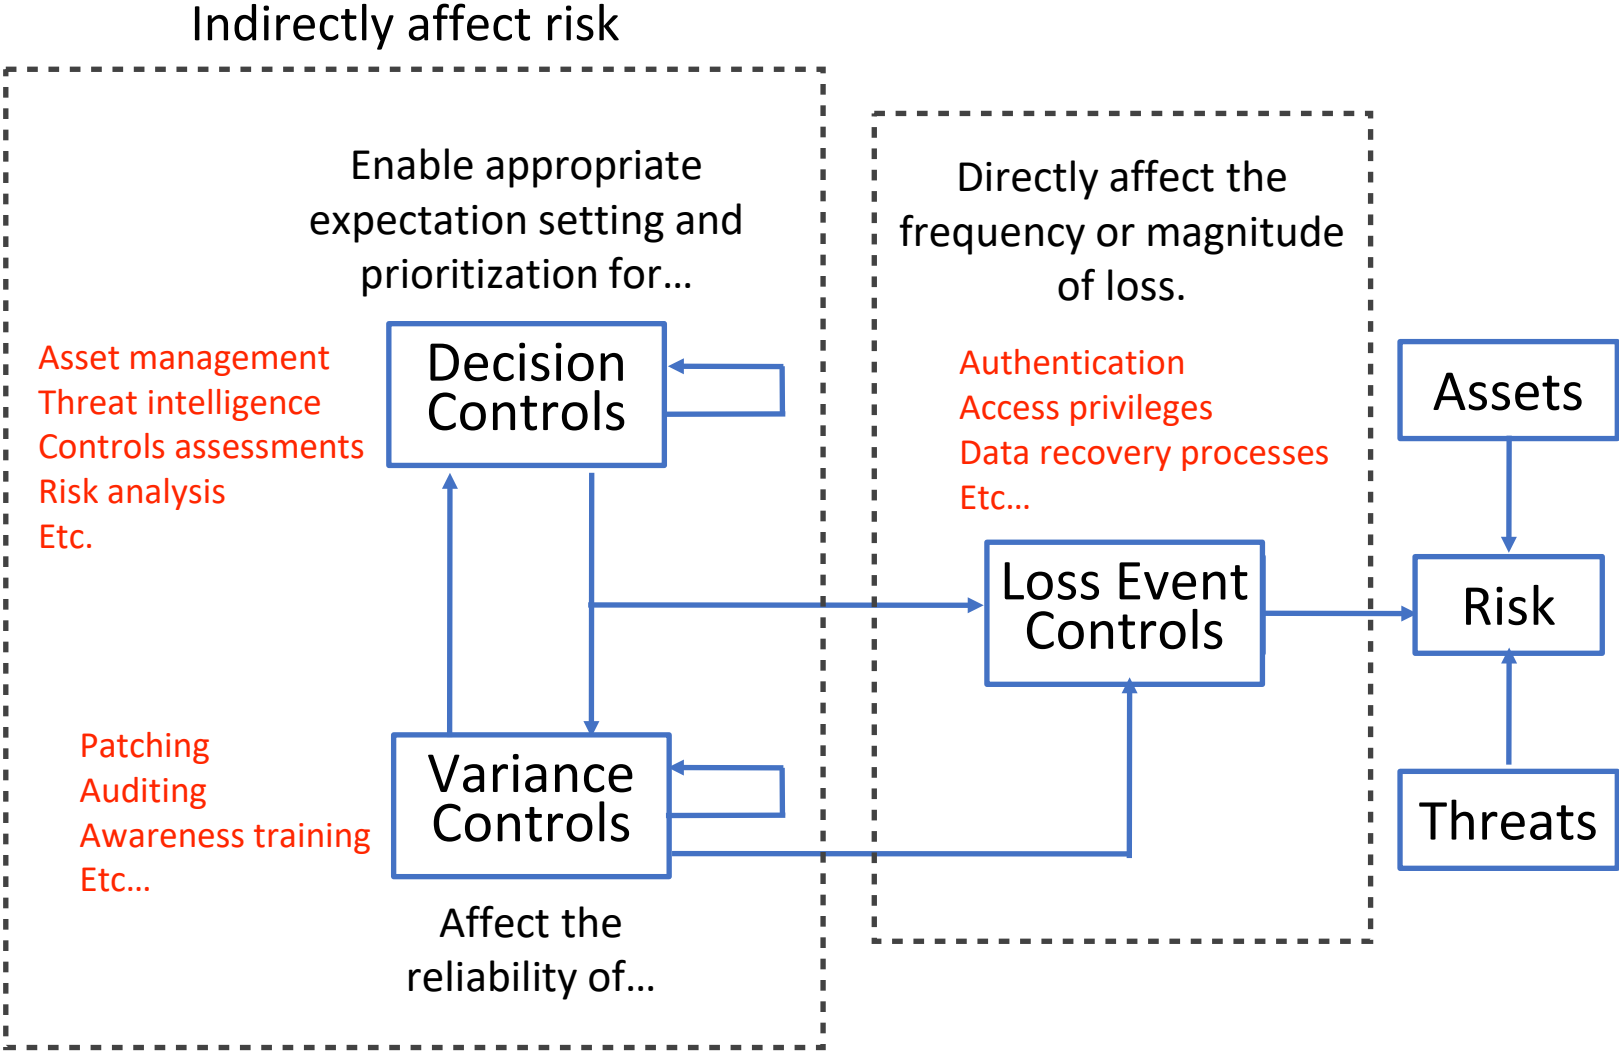 Indirectly affect risk
Enable appropriate
expectation setting and
prioritization for...
Decision
Controls
Asset management
Threat intelligence
Controls assessments
Risk analysis
Etc.
Patching
Auditing
Awareness training
Etc...
Variance
Controls
Affect the
reliability of...
Directly affect the
frequency or magnitude
of loss.
Authentication
Access privileges
Data recovery processes
Etc...
Loss Event
Controls
Assets
Risk
Threats